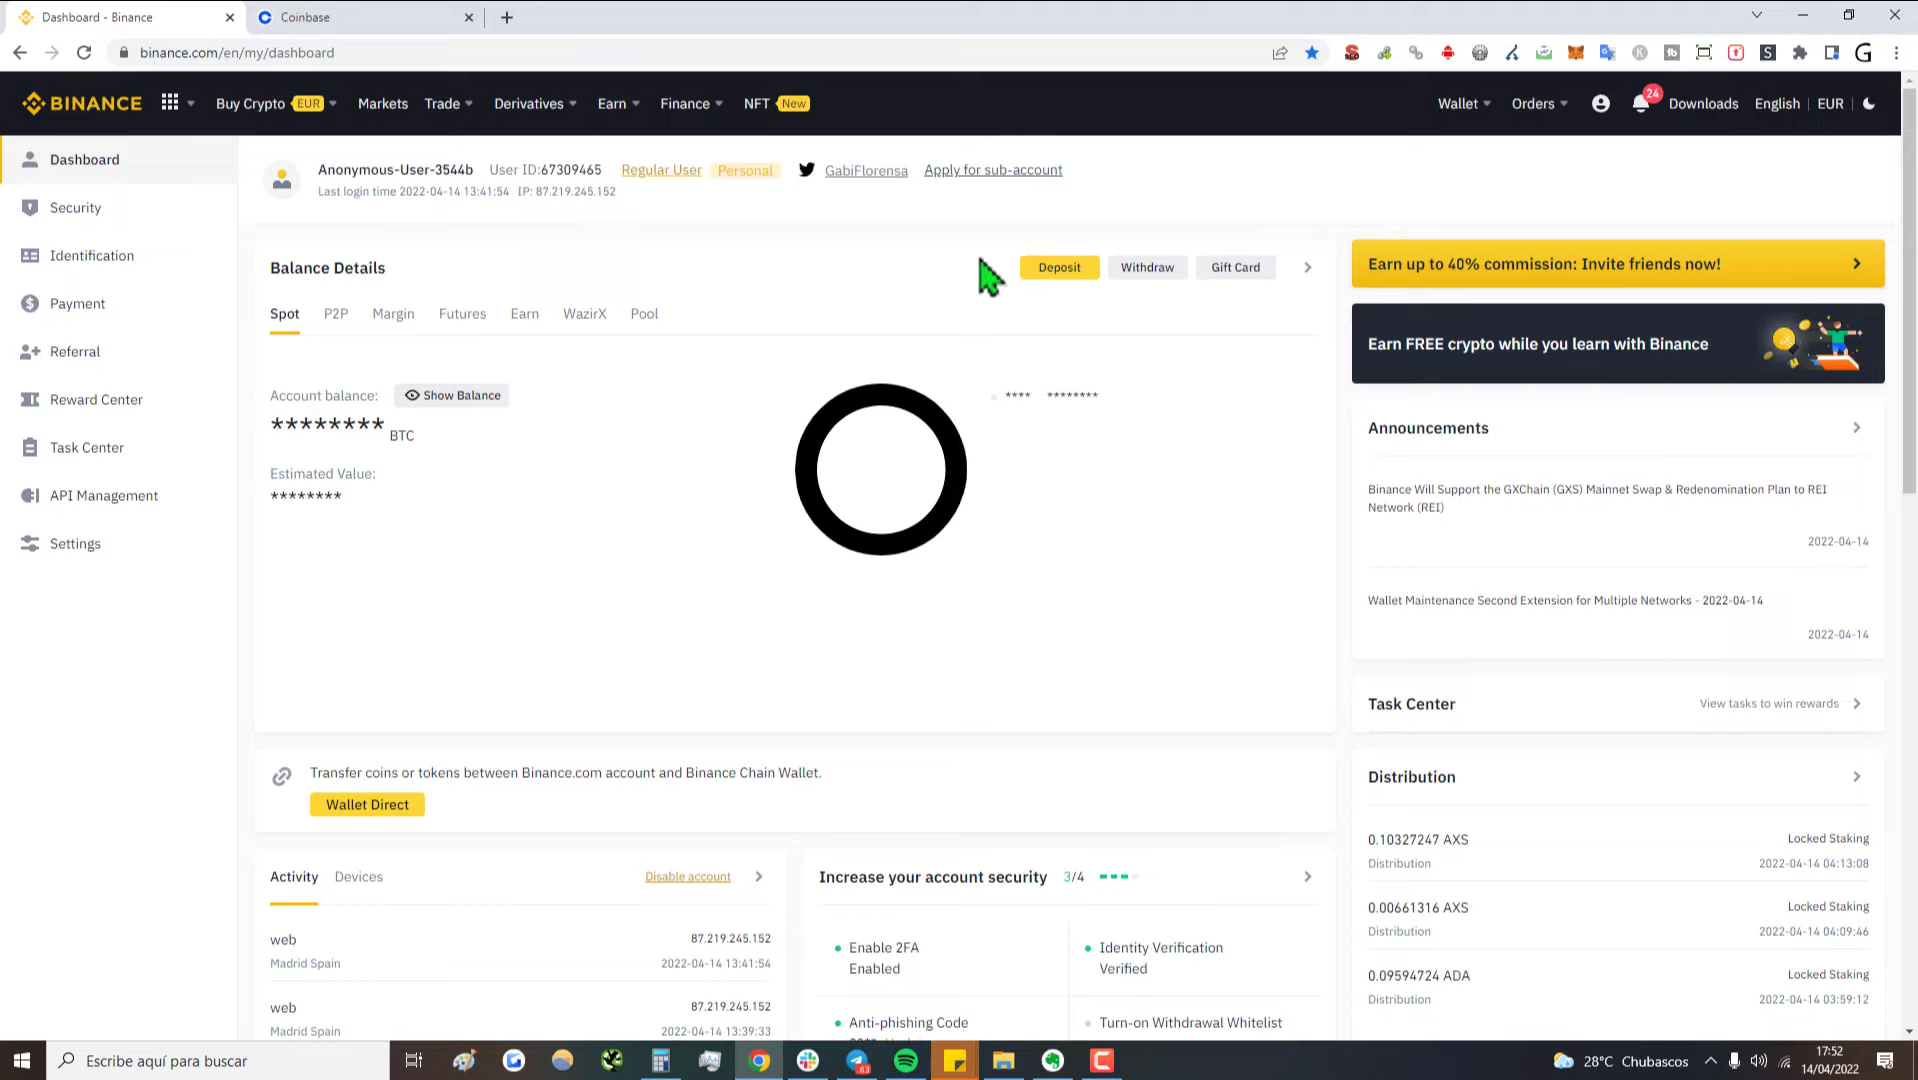 Dashboard - Binance
Coinbase
binance.com/en/my/dashboard
BINANCE
Buy Crypto EUR
Markets
Trade
Derivatives
Earn
Finance
NFT New
Wallet
Orders
24
Downloads
English
EUR
Dashboard
Security
Identification
Payment
Referral
Reward Center
Task Center
API Management
Settings
Anonymous-User-3544b User ID:67309465 Regular User Personal GabiFlorensa Apply for sub-account
Last login time 2022-04-14 13:41:54 IP: 87.219.245.152
Balance Details
Deposit
Withdraw
Gift Card
Spot P2P Margin Futures Earn WazirX Pool
Account balance: Show Balance
******** BTC
Estimated Value:
********
**** ********
Transfer coins or tokens between Binance.com account and Binance Chain Wallet.
Wallet Direct
Activity Devices Disable account
web 87.219.245.152
Madrid Spain 2022-04-14 13:41:54
web 87.219.245.152
Madrid Spain 2022-04-14 13:39:33
Increase your account security 3/4
Enable 2FA
Enabled
Identity Verification
Verified
Anti-phishing Code
Turn-on Withdrawal Whitelist
Earn up to 40% commission: Invite friends now!
Earn FREE crypto while you learn with Binance
Announcements
Binance Will Support the GXChain (GXS) Mainnet Swap & Redenomination Plan to REI
Network (REI)
2022-04-14
Wallet Maintenance Second Extension for Multiple Networks - 2022-04-14
2022-04-14
Task Center View tasks to win rewards
Distribution
0.10327247 AXS Locked Staking
Distribution 2022-04-14 04:13:08
0.00661316 AXS Locked Staking
Distribution 2022-04-14 04:09:46
0.09594724 ADA Locked Staking
Distribution 2022-04-14 03:59:12
Escribe aquí para buscar
63
28°C Chubascos
17:52
14/04/2022